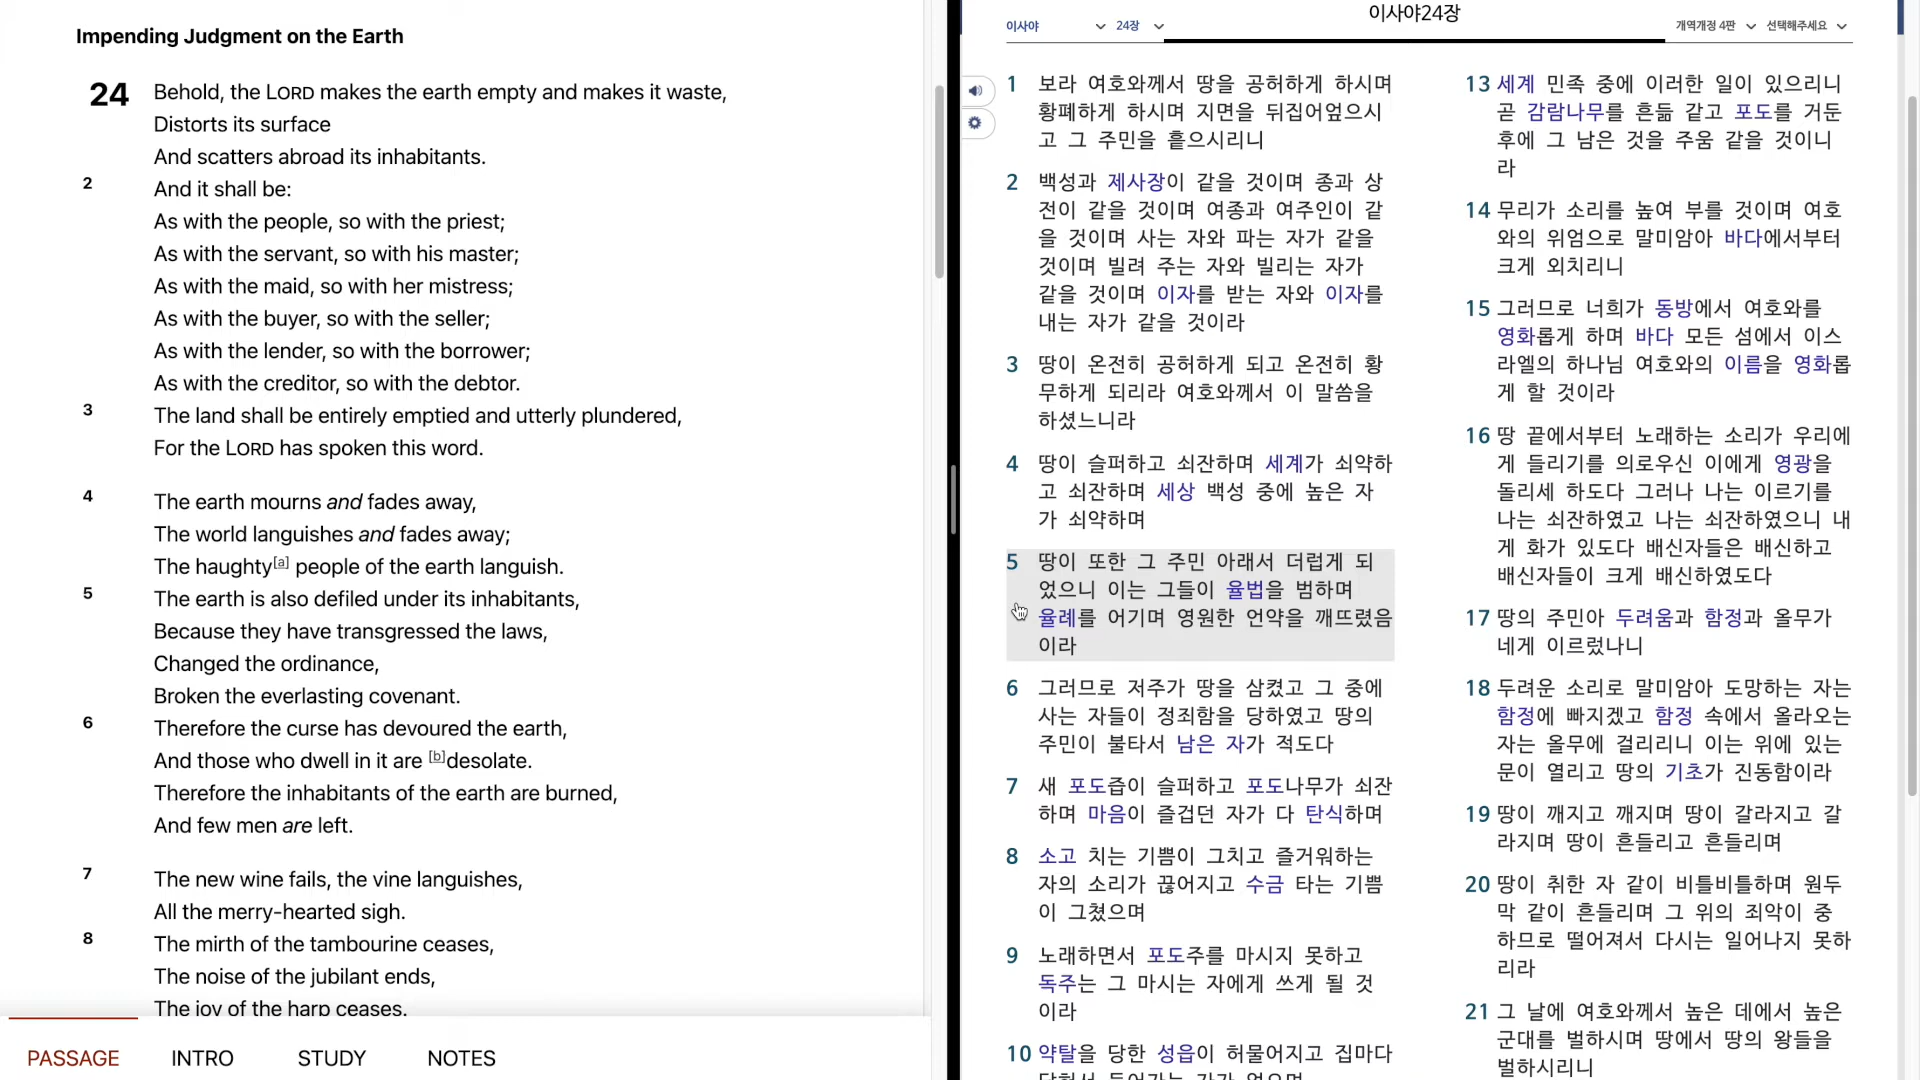 Impending Judgment on the Earth
24 Behold, the LORD makes the earth empty and makes it waste,
Distorts its surface
And scatters abroad its inhabitants.
2 And it shall be:
As with the people, so with the priest;
As with the servant, so with his master;
As with the maid, so with her mistress;
As with the buyer, so with the seller;
As with the lender, so with the borrower;
As with the creditor, so with the debtor.
3 The land shall be entirely emptied and utterly plundered,
For the LORD has spoken this word.
4 The earth mourns and fades away,
The world languishes and fades away;
The haughty[a] people of the earth languish.
5 The earth is also defiled under its inhabitants,
Because they have transgressed the laws,
Changed the ordinance,
Broken the everlasting covenant.
6 Therefore the curse has devoured the earth,
And those who dwell in it are [b]desolate.
Therefore the inhabitants of the earth are burned,
And few men are left.
7 The new wine fails, the vine languishes,
All the merry-hearted sigh.
8 The mirth of the tambourine ceases,
The noise of the jubilant ends,
The joy of the harp ceases.
PASSAGE INTRO STUDY NOTES
이사야24장
이사야 24장 개역개정 4판 선택해주세요
1 보라 여호와께서 땅을 공허하게 하시며
황폐하게 하시며 지면을 뒤집어엎으시
고 그 주민을 흩으시리니
2 백성과 제사장이 같을 것이며 종과 상
전이 같을 것이며 여종과 여주인이 같
을 것이며 사는 자와 파는 자가 같을
것이며 빌려 주는 자와 빌리는 자가
같을 것이며 이자를 받는 자와 이자를
내는 자가 같을 것이라
3 땅이 온전히 공허하게 되고 온전히 황
무하게 되리라 여호와께서 이 말씀을
하셨느니라
4 땅이 슬퍼하고 쇠잔하며 세계가 쇠약하
고 쇠잔하며 세상 백성 중에 높은 자
가 쇠약하며
5 땅이 또한 그 주민 아래서 더럽게 되
었으니 이는 그들이 율법을 범하며
율례를 어기며 영원한 언약을 깨뜨렸음
이라
6 그러므로 저주가 땅을 삼켰고 그 중에
사는 자들이 정죄함을 당하였고 땅의
주민이 불타서 남은 자가 적도다
7 새 포도즙이 슬퍼하고 포도나무가 쇠잔
하며 마음이 즐겁던 자가 다 탄식하며
8 소고 치는 기쁨이 그치고 즐거워하는
자의 소리가 끊어지고 수금 타는 기쁨
이 그쳤으며
9 노래하면서 포도주를 마시지 못하고
독주는 그 마시는 자에게 쓰게 될 것
이라
10 약탈을 당한 성읍이 허물어지고 집마다
13 세계 민족 중에 이러한 일이 있으리니
곧 감람나무를 흔듦 같고 포도를 거둔
후에 그 남은 것을 주움 같을 것이니
라
14 무리가 소리를 높여 부를 것이며 여호
와의 위엄으로 말미암아 바다에서부터
크게 외치리니
15 그러므로 너희가 동방에서 여호와를
영화롭게 하며 바다 모든 섬에서 이스
라엘의 하나님 여호와의 이름을 영화롭
게 할 것이라
16 땅 끝에서부터 노래하는 소리가 우리에
게 들리기를 의로우신 이에게 영광을
돌리세 하도다 그러나 나는 이르기를
나는 쇠잔하였고 나는 쇠잔하였으니 내
게 화가 있도다 배신자들은 배신하고
배신자들이 크게 배신하였도다
17 땅의 주민아 두려움과 함정과 올무가
네게 이르렀나니
18 두려운 소리로 말미암아 도망하는 자는
함정에 빠지겠고 함정 속에서 올라오는
자는 올무에 걸리리니 이는 위에 있는
문이 열리고 땅의 기초가 진동함이라
19 땅이 깨지고 깨지며 땅이 갈라지고 갈
라지며 땅이 흔들리고 흔들리며
20 땅이 취한 자 같이 비틀비틀하며 원두
막 같이 흔들리며 그 위의 죄악이 중
하므로 떨어져서 다시는 일어나지 못하
리라
21 그 날에 여호와께서 높은 데에서 높은
군대를 벌하시며 땅에서 땅의 왕들을
벌하시리니